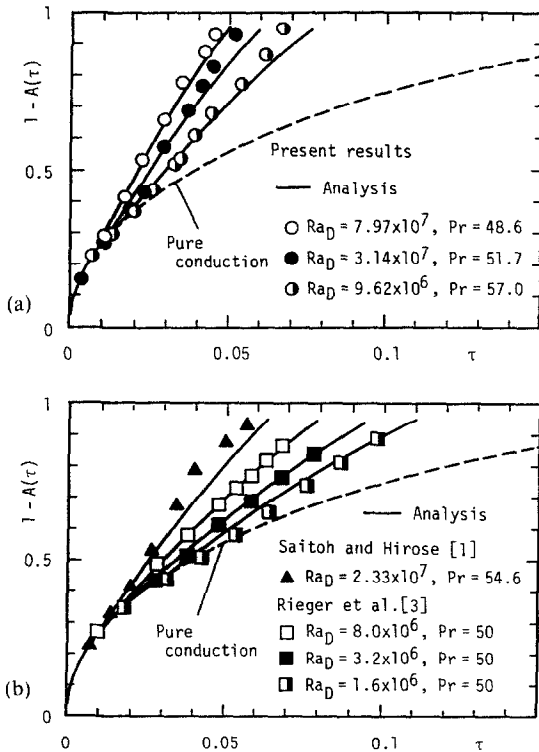 1
1 - A(τ)
0.5
0
0
0.05
0.1
τ
Present results
Analysis
Ra_D = 7.97x10^7, Pr = 48.6
Ra_D = 3.14x10^7, Pr = 51.7
Ra_D = 9.62x10^6, Pr = 57.0
Pure
conduction
(a)
1
1 - A(τ)
0.5
0
0
0.05
0.1
τ
Analysis
Saitoh and Hirose [1]
Ra_D = 2.33x10^7, Pr = 54.6
Rieger et al.[3]
Ra_D = 8.0x10^6, Pr = 50
Ra_D = 3.2x10^6, Pr = 50
Ra_D = 1.6x10^6, Pr = 50
Pure
conduction
(b)